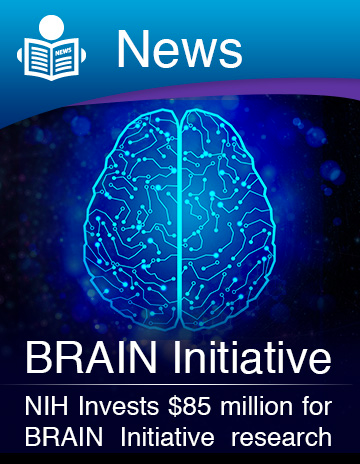 NEWS
News
BRAIN Initiative
NIH Invests $85 million for
BRAIN Initiative research